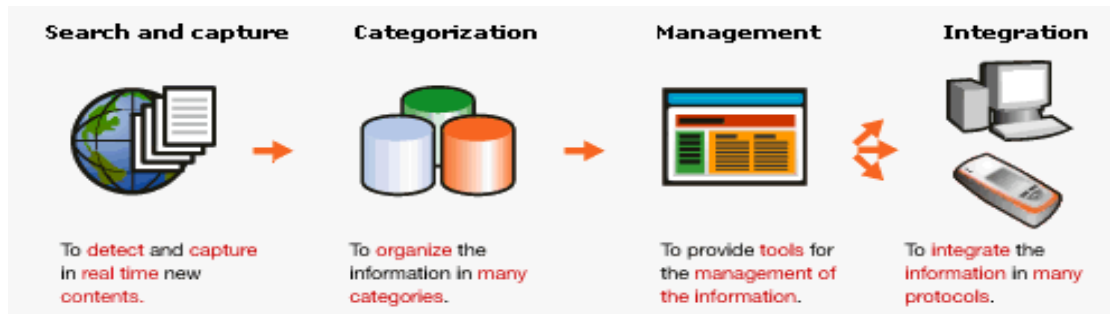 Search and capture
Categorization
Management
Integration
To detect and capture
in real time new
contents.
To organize the
information in many
categories.
To provide tools for
the management of
the information.
To integrate the
information in many
protocols.